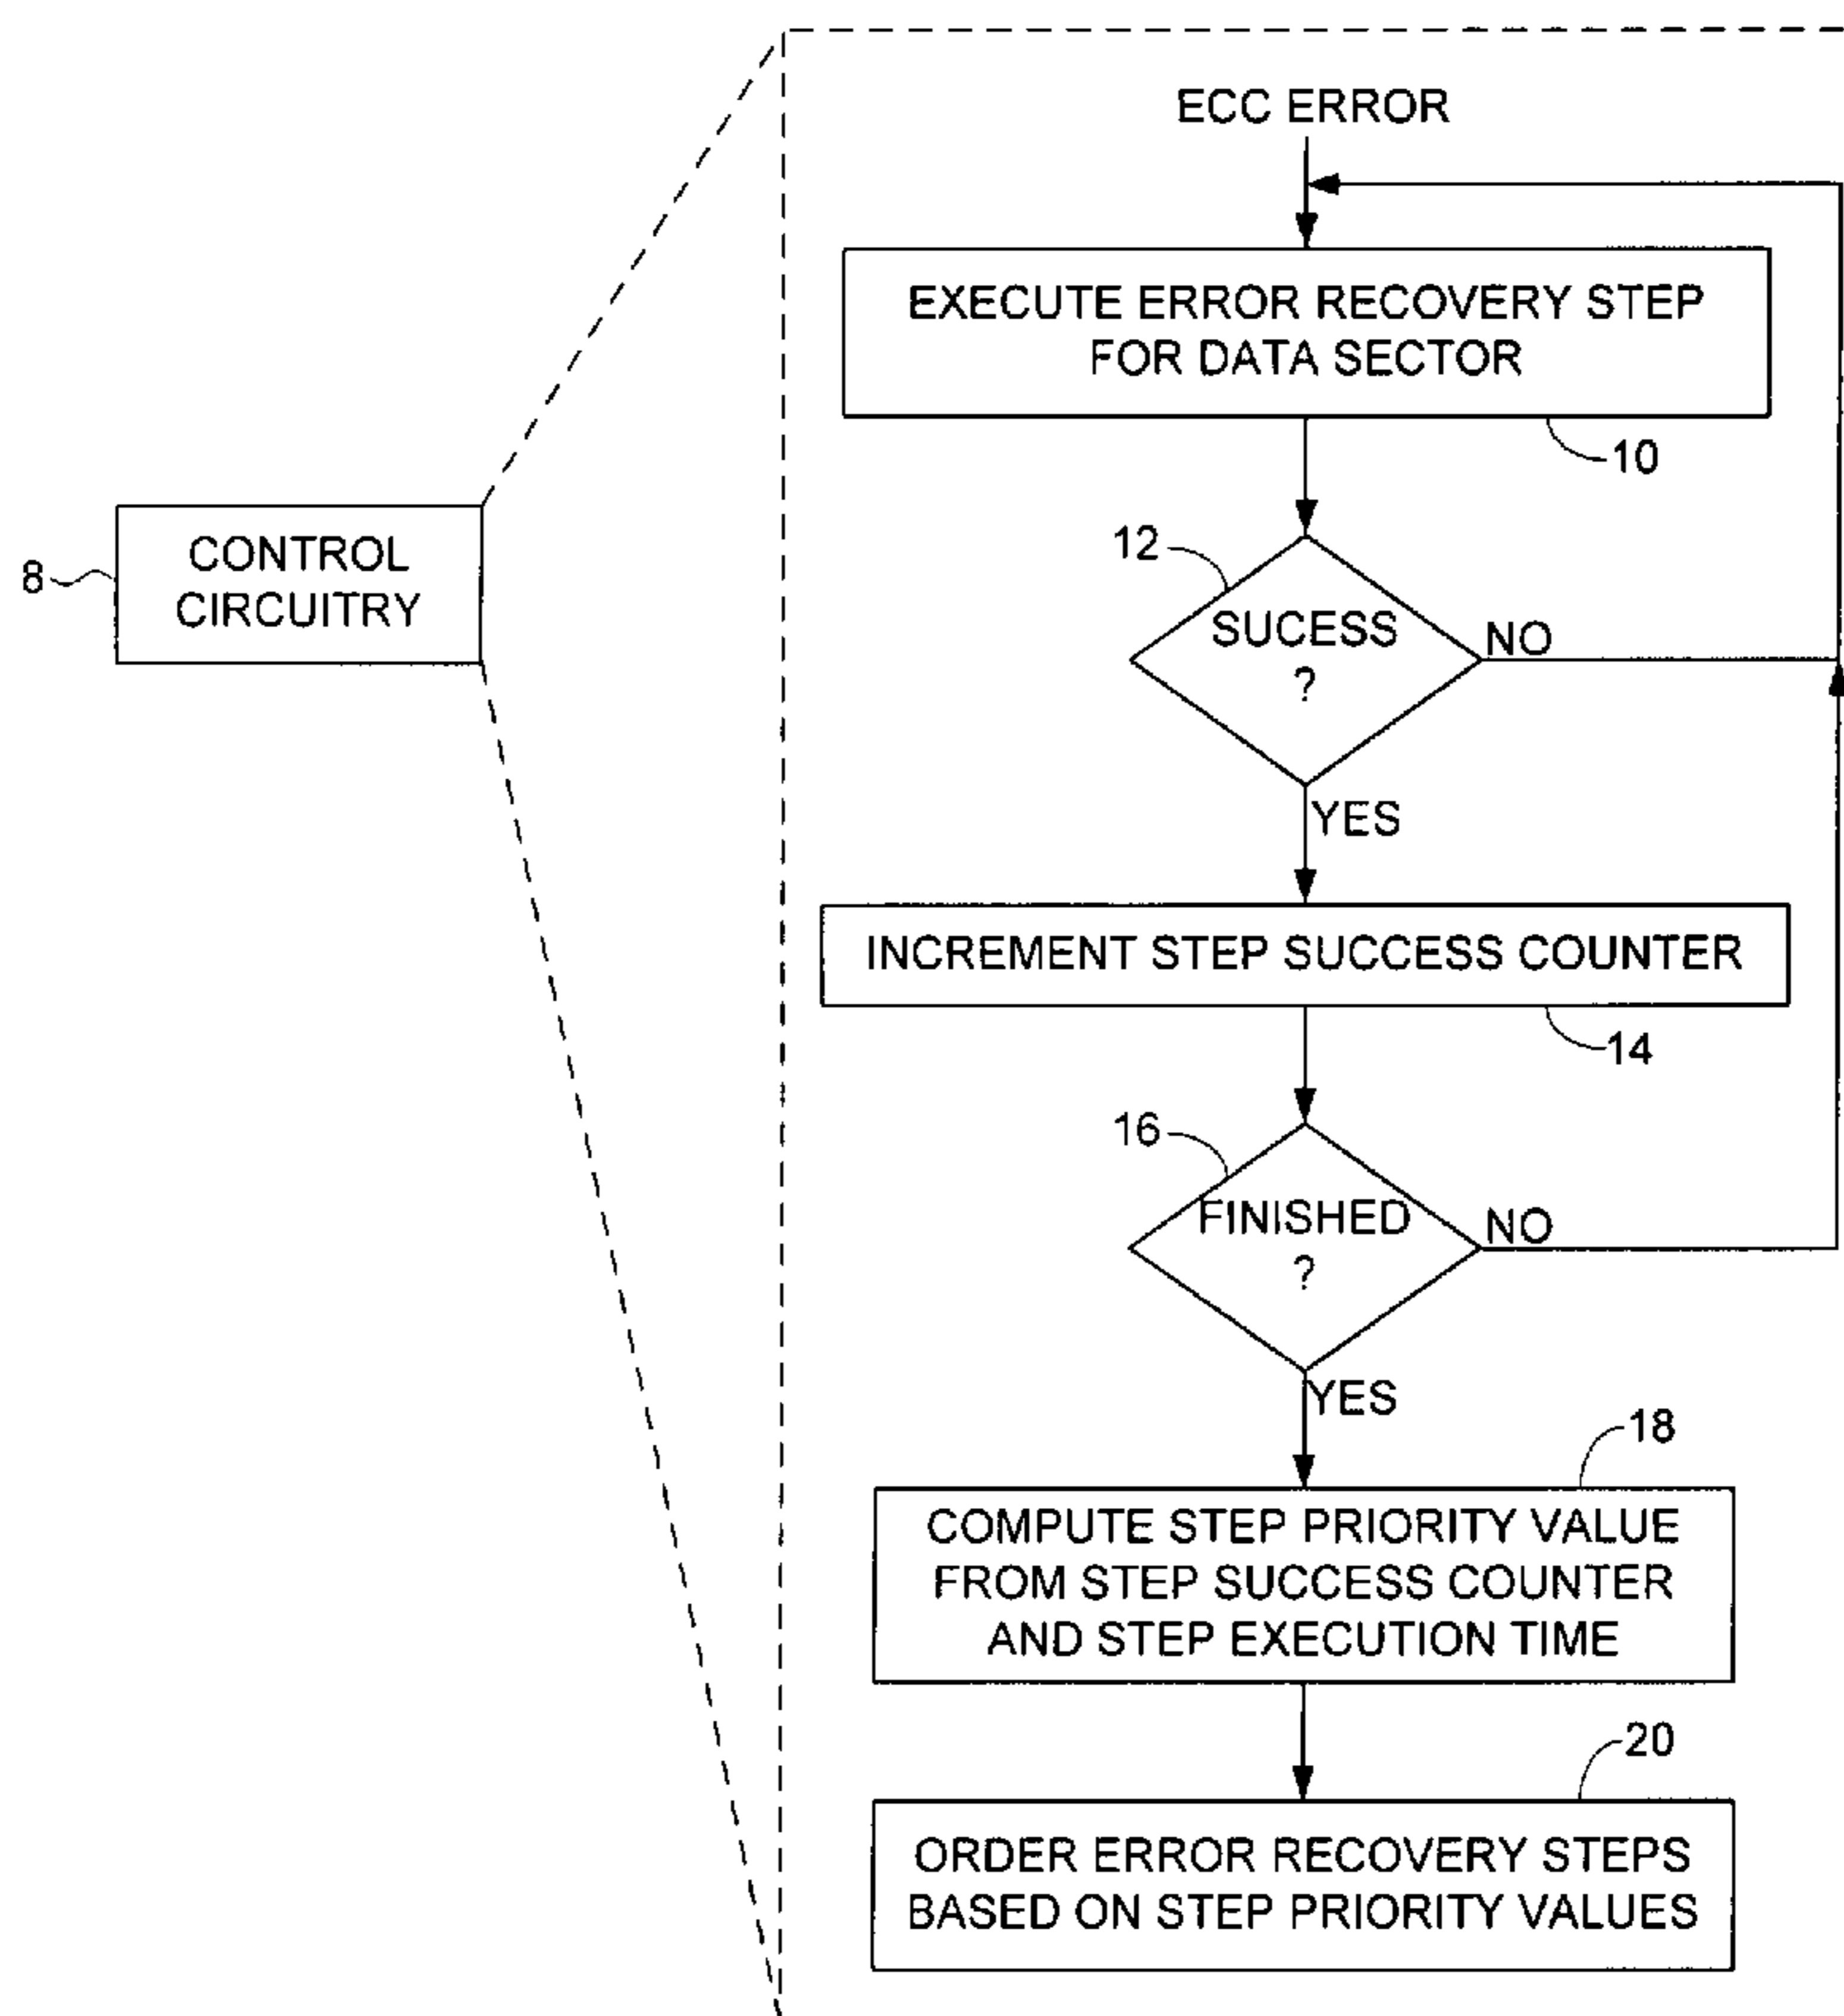 ECC ERROR
EXECUTE ERROR RECOVERY STEP
FOR DATA SECTOR
10
12
SUCESS
?
NO
YES
8
CONTROL
CIRCUITRY
INCREMENT STEP SUCCESS COUNTER
14
16
FINISHED
?
NO
YES
18
COMPUTE STEP PRIORITY VALUE
FROM STEP SUCCESS COUNTER
AND STEP EXECUTION TIME
20
ORDER ERROR RECOVERY STEPS
BASED ON STEP PRIORITY VALUES